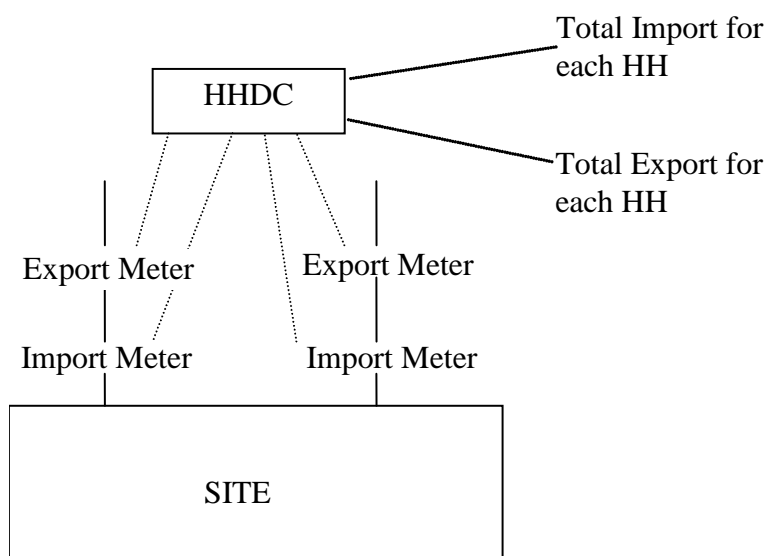 Total Import for
each HH
HHDC
Total Export for
each HH
Export Meter
Export Meter
Import Meter
Import Meter
SITE